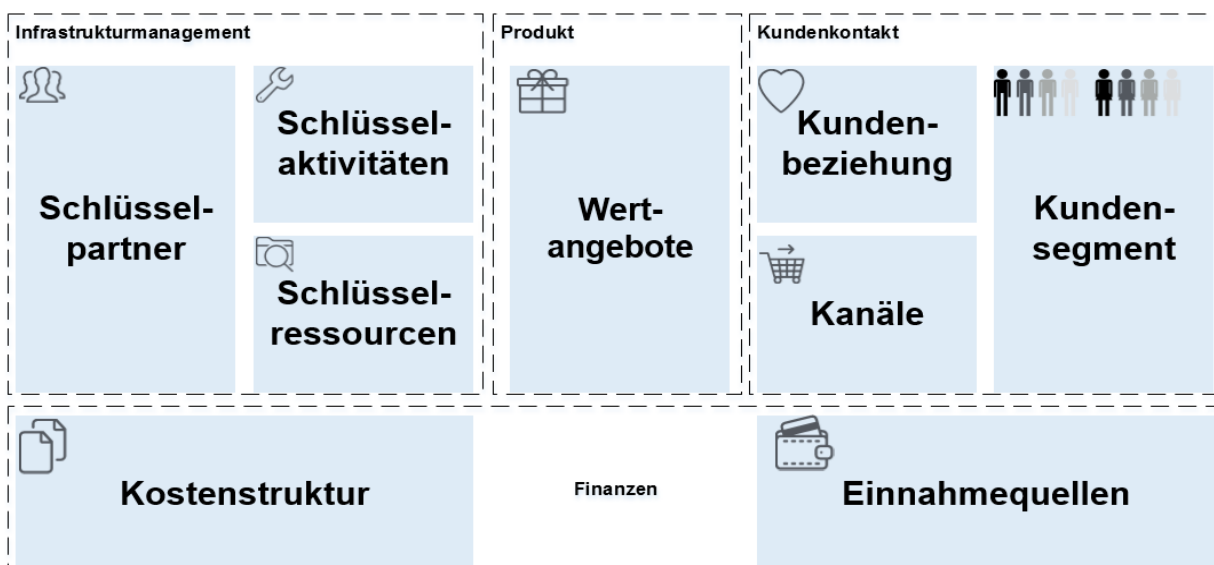 Infrastrukturmanagement
Schlüssel-
partner
Schlüssel-
aktivitäten
Schlüssel-
ressourcen
Produkt
Wert-
angebote
Kundenkontakt
Kunden-
beziehung
Kanäle
Kunden-
segment
Kostenstruktur
Finanzen
Einnahmequellen